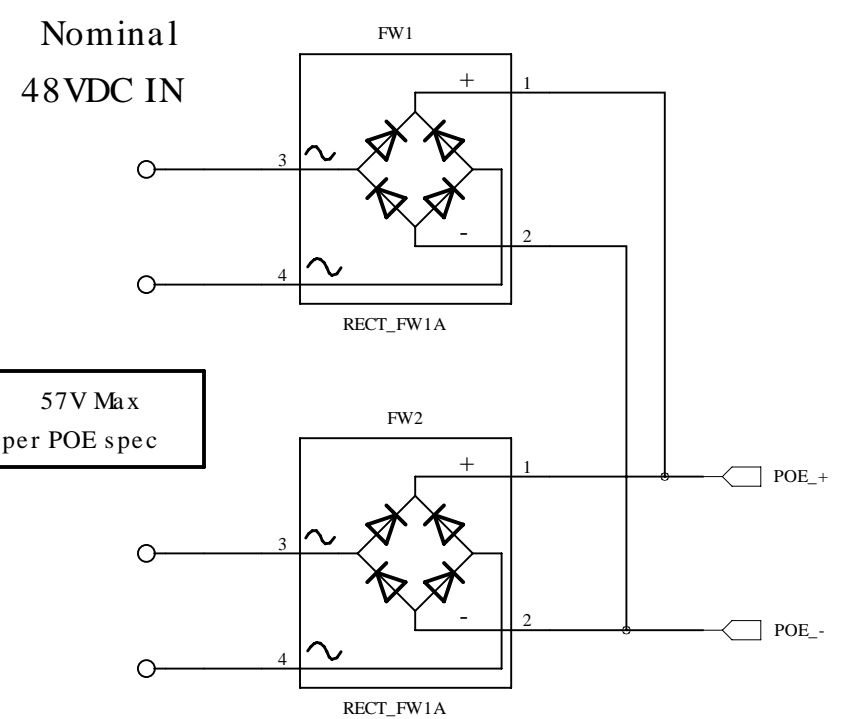 Nominal
48VDC IN
FW1
+
1
3
-
2
4
RECT_FW1A
57V Max
per POE spec
FW2
+
1
POE_+
3
-
2
POE_-
4
RECT_FW1A